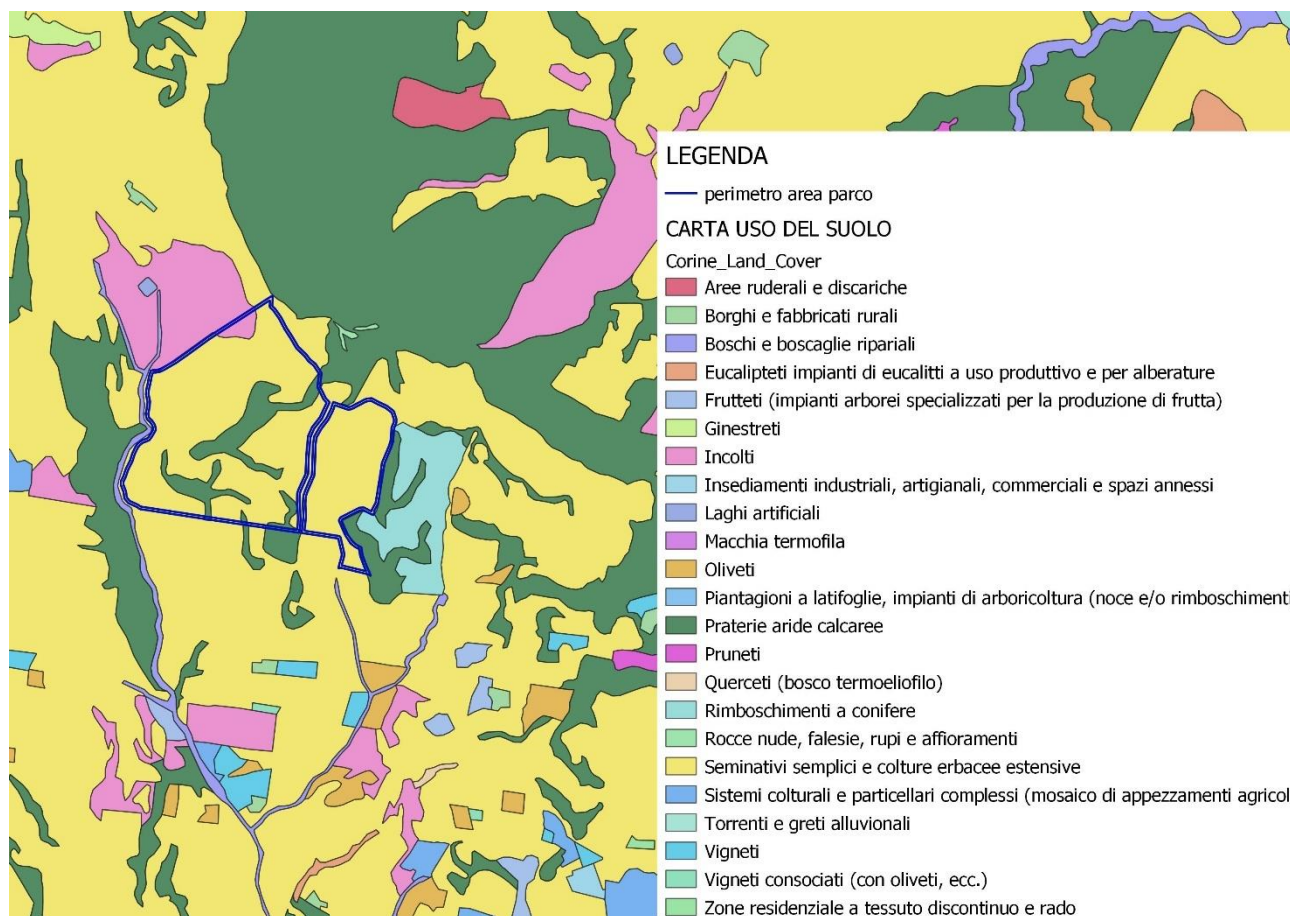 LEGENDA
perimetro area parco
CARTA USO DEL SUOLO
Corine_Land_Cover
Aree ruderali e discariche
Borghi e fabbricati rurali
Boschi e boscaglie ripariali
Eucalipteti impianti di eucalitti a uso produttivo e per alberature
Frutteti (impianti arborei specializzati per la produzione di frutta)
Ginestreti
Incolti
Insediamenti industriali, artigianali, commerciali e spazi annessi
Laghi artificiali
Macchia termofila
Oliveti
Piantagioni a latifoglie, impianti di arboricoltura (noce e/o rimboschimenti
Praterie aride calcaree
Pruneti
Querceti (bosco termoeliofilo)
Rimboschimenti a conifere
Rocce nude, falesie, rupi e affioramenti
Seminativi semplici e colture erbacee estensive
Sistemi colturali e particellari complessi (mosaico di appezzamenti agricol
Torrenti e greti alluvionali
Vigneti
Vigneti consociati (con oliveti, ecc.)
Zone residenziale a tessuto discontinuo e rado